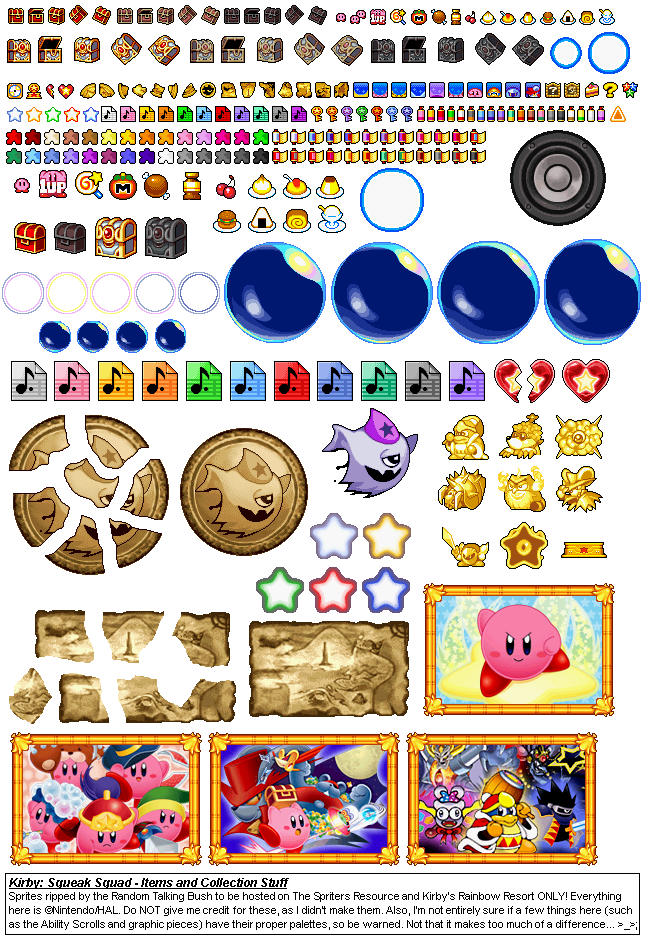 1UP
M
1UP
M
Kirby: Squeak Squad - Items and Collection Stuff
Sprites ripped by the Random Talking Bush to be hosted on The Spriters Resource and Kirby's Rainbow Resort ONLY! Everything
here is ©Nintendo/HAL. Do NOT give me credit for these, as I didn't make them. Also, I'm not entirely sure if a few things here (such
as the Ability Scrolls and graphic pieces) have their proper palettes, so be warned. Not that it makes too much of a difference... >_>;